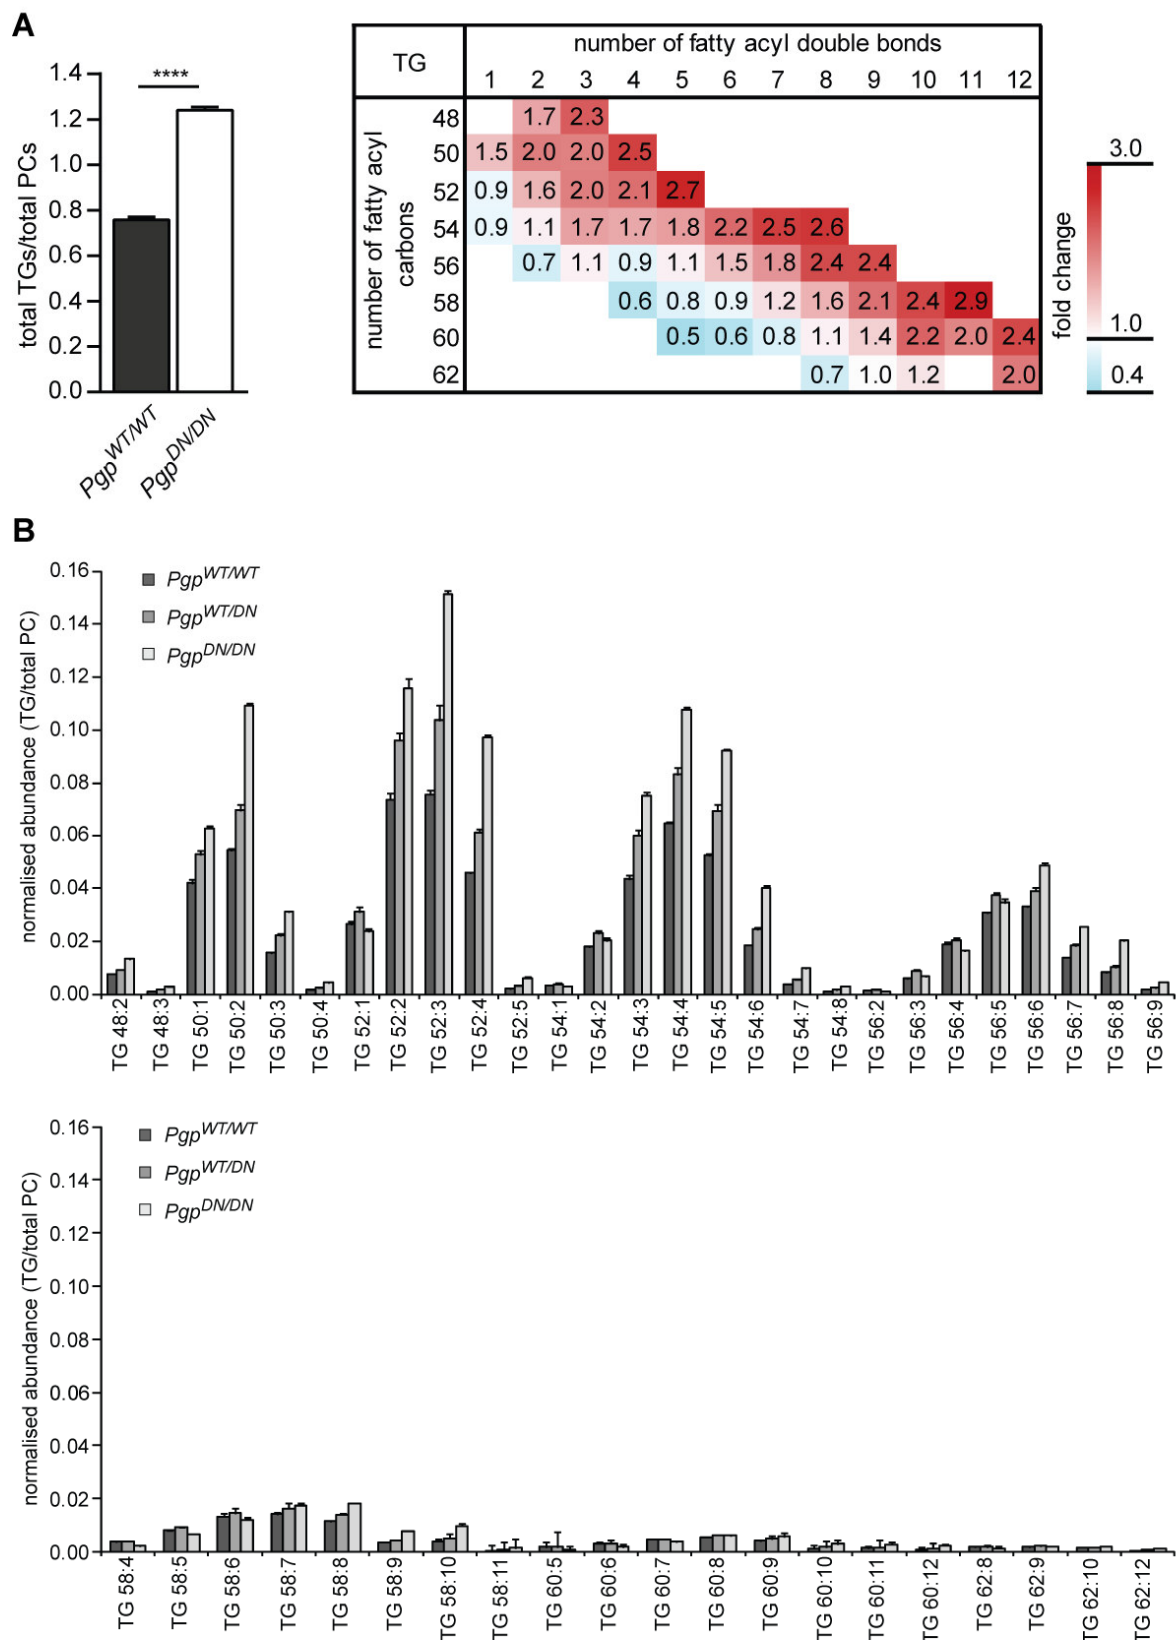 A
total TGs/total PCs
1.4
1.2
1.0
0.8
0.6
0.4
0.2
0.0
****
Pgp^WT/WT
Pgp^DN/DN
TG
number of fatty acyl double bonds
1 2 3 4 5 6 7 8 9 10 11 12
number of fatty acyl
carbons
48 1.7 2.3
50 1.5 2.0 2.0 2.5
52 0.9 1.6 2.0 2.1 2.7
54 0.9 1.1 1.7 1.7 1.8 2.2 2.5 2.6
56 0.7 1.1 0.9 1.1 1.5 1.8 2.4 2.4
58 0.6 0.8 0.9 1.2 1.6 2.1 2.4 2.9
60 0.5 0.6 0.8 1.1 1.4 2.2 2.0 2.4
62 0.7 1.0 1.2 2.0
fold change
3.0
1.0
0.4
B
normalised abundance (TG/total PC)
0.16
0.14
0.12
0.10
0.08
0.06
0.04
0.02
0.00
Pgp^WT/WT
Pgp^WT/DN
Pgp^DN/DN
TG 48:2
TG 48:3
TG 50:1
TG 50:2
TG 50:3
TG 50:4
TG 52:1
TG 52:2
TG 52:3
TG 52:4
TG 52:5
TG 54:1
TG 54:2
TG 54:3
TG 54:4
TG 54:5
TG 54:6
TG 54:7
TG 54:8
TG 56:2
TG 56:3
TG 56:4
TG 56:5
TG 56:6
TG 56:7
TG 56:8
TG 56:9
normalised abundance (TG/total PC)
0.16
0.14
0.12
0.10
0.08
0.06
0.04
0.02
0.00
Pgp^WT/WT
Pgp^WT/DN
Pgp^DN/DN
TG 58:4
TG 58:5
TG 58:6
TG 58:7
TG 58:8
TG 58:9
TG 58:10
TG 58:11
TG 60:5
TG 60:6
TG 60:7
TG 60:8
TG 60:9
TG 60:10
TG 60:11
TG 60:12
TG 62:8
TG 62:9
TG 62:10
TG 62:12